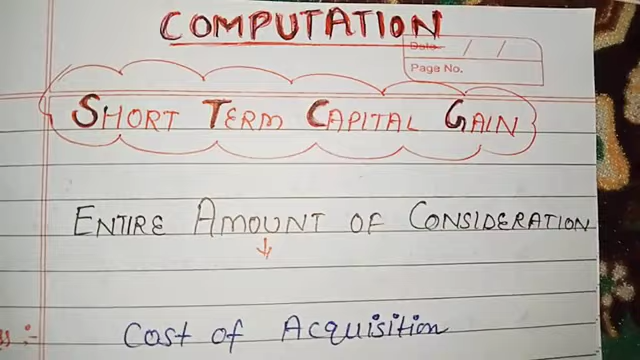 COMPUTATION
Date / /
Page No.
SHORT TERM CAPITAL GAIN
ENTIRE AMOUNT OF CONSIDERATION
Cost of Acquisition